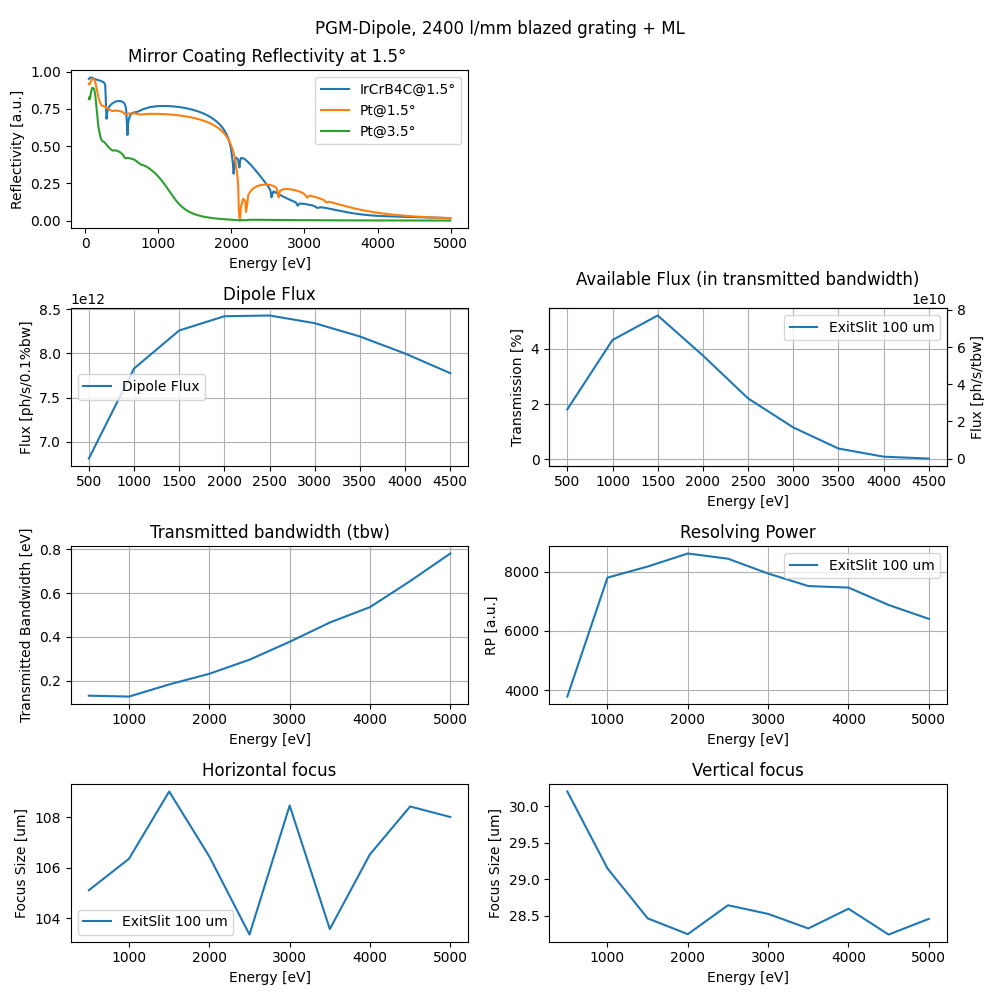 PGM-Dipole, 2400 l/mm blazed grating + ML
Mirror Coating Reflectivity at 1.5°
Reflectivity [a.u.]
1.00
0.75
0.50
0.25
0.00
IrCrB4C@1.5°
Pt@1.5°
Pt@3.5°
0 1000 2000 3000 4000 5000
Energy [eV]
Dipole Flux
1e12
Flux [ph/s/0.1%bw]
8.5
8.0
7.5
7.0
Dipole Flux
500 1000 1500 2000 2500 3000 3500 4000 4500
Available Flux (in transmitted bandwidth)
1e10
Transmission [%]
4
2
0
ExitSlit 100 um
8
6
4
2
0
Flux [ph/s/tbw]
500 1000 1500 2000 2500 3000 3500 4000 4500
Energy [eV]
Transmitted bandwidth (tbw)
Transmitted Bandwidth [eV]
0.8
0.6
0.4
0.2
1000 2000 3000 4000 5000
Energy [eV]
Resolving Power
RP [a.u.]
8000
6000
4000
ExitSlit 100 um
1000 2000 3000 4000 5000
Energy [eV]
Horizontal focus
Focus Size [um]
108
106
104
ExitSlit 100 um
1000 2000 3000 4000 5000
Energy [eV]
Vertical focus
Focus Size [um]
30.0
29.5
29.0
28.5
1000 2000 3000 4000 5000
Energy [eV]